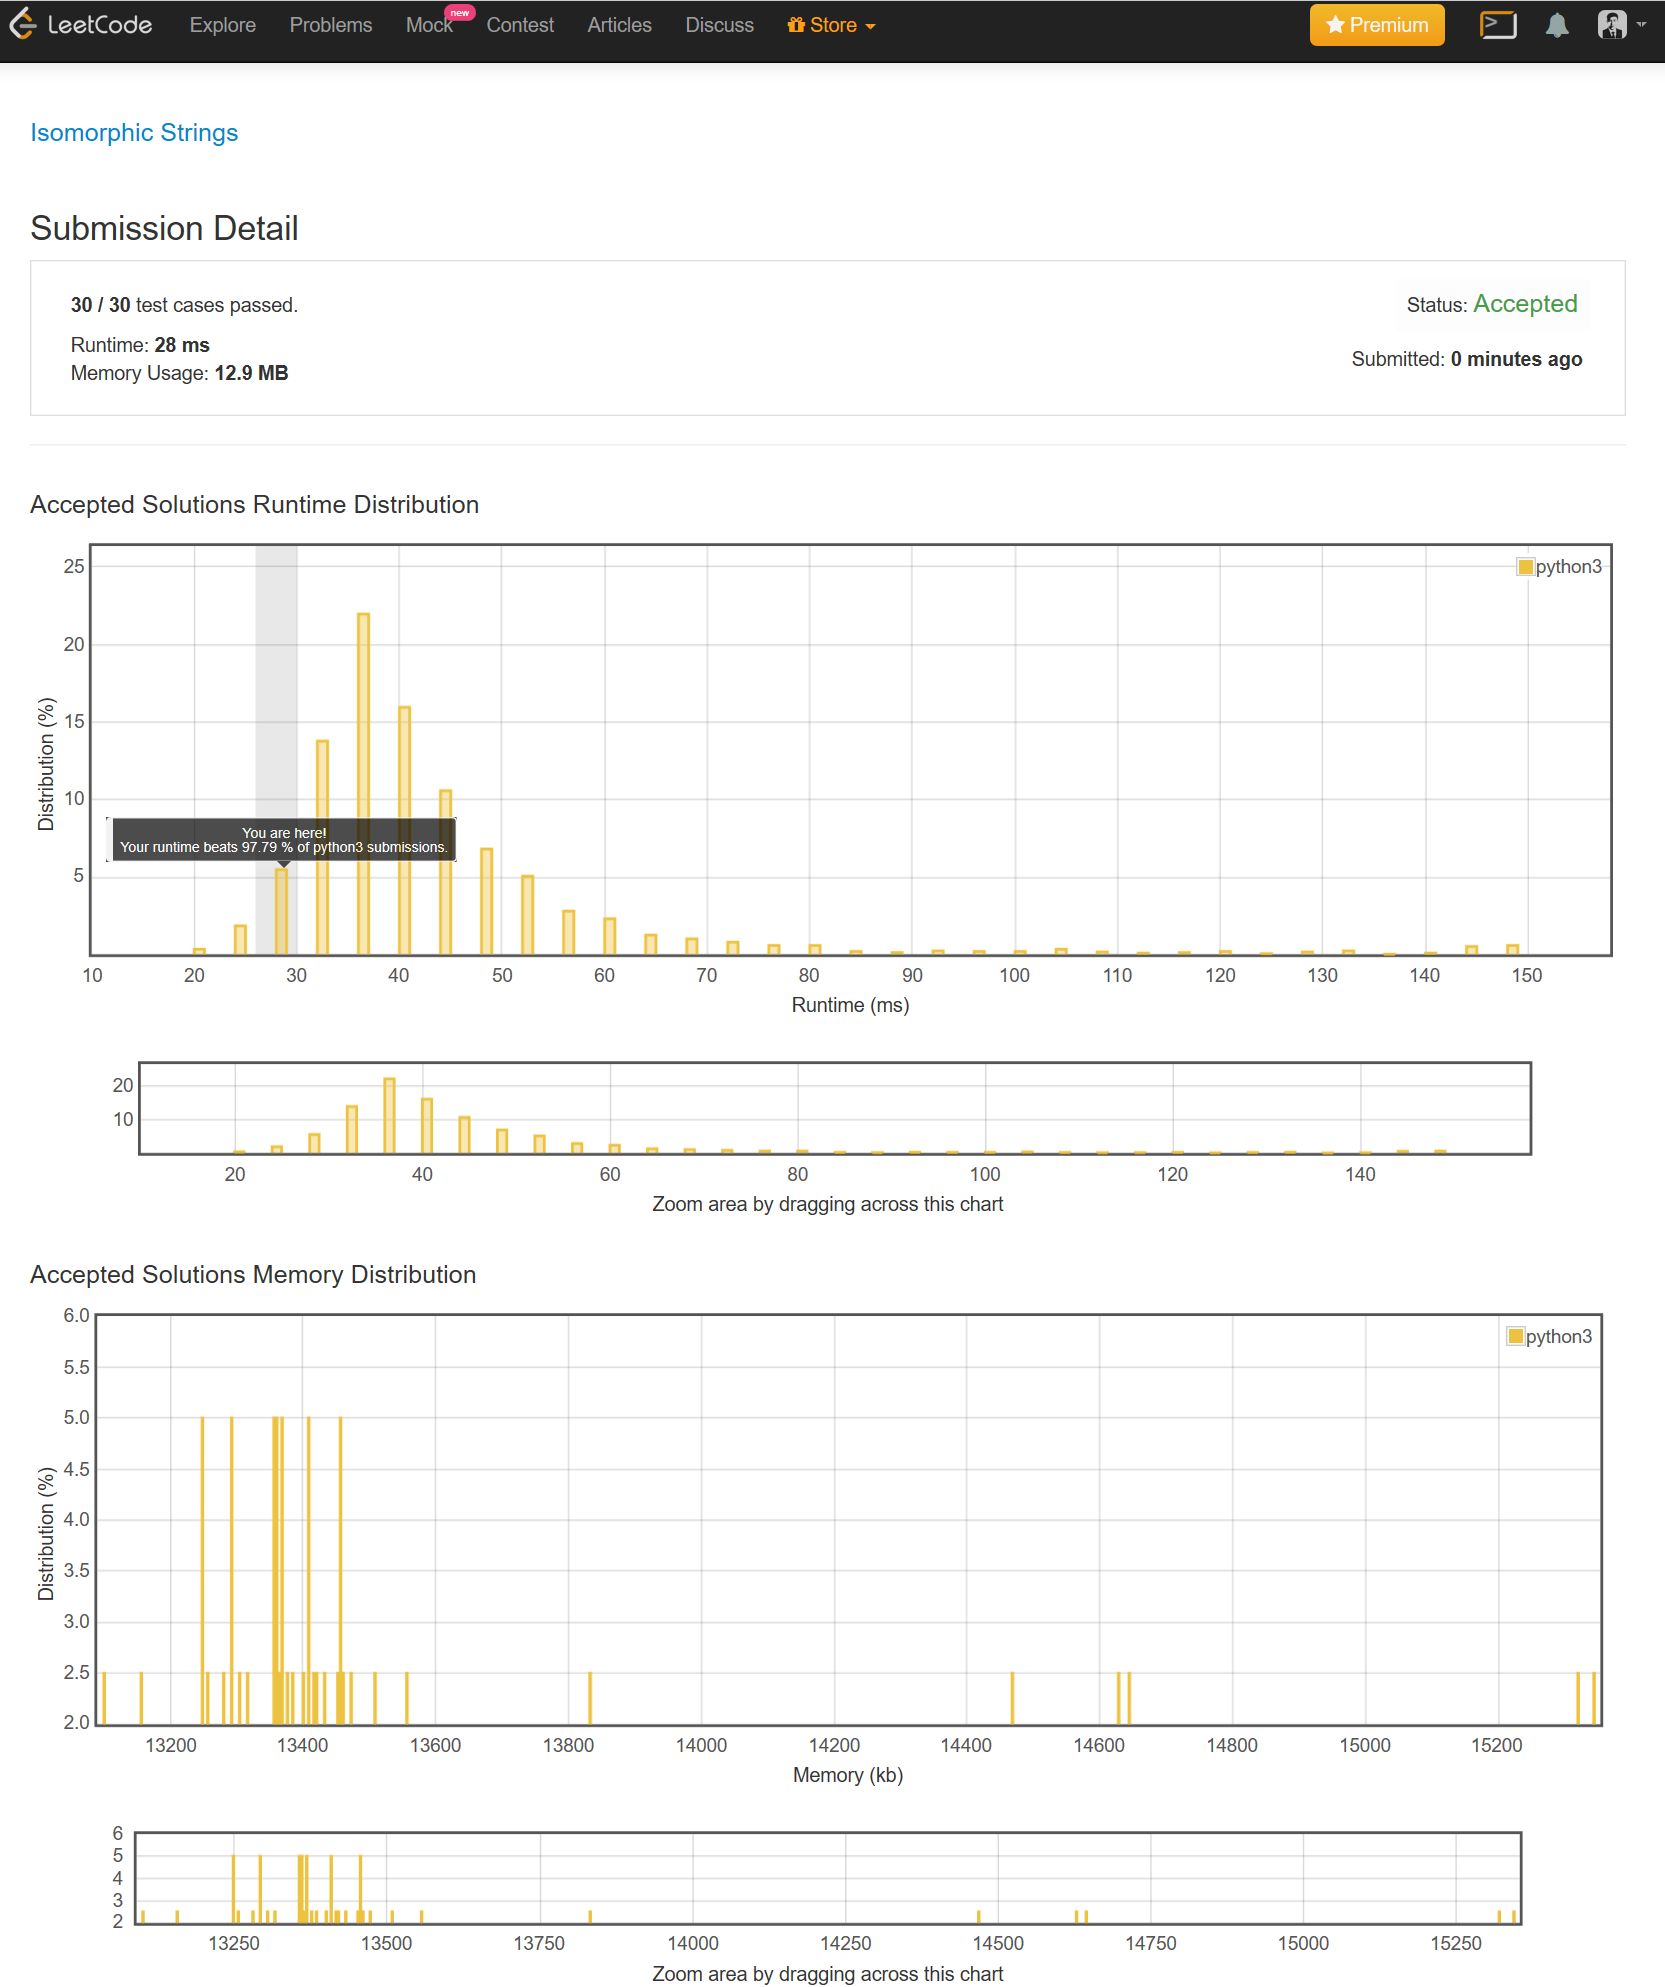 LeetCode Explore Problems Mock new Contest Articles Discuss Store Premium
Isomorphic Strings
Submission Detail
30 / 30 test cases passed.
Status: Accepted
Runtime: 28 ms
Submitted: 0 minutes ago
Memory Usage: 12.9 MB
Accepted Solutions Runtime Distribution
25
20
15
10
5
Distribution (%)
python3
You are here!
Your runtime beats 97.79 % of python3 submissions.
10 20 30 40 50 60 70 80 90 100 110 120 130 140 150
Runtime (ms)
20
10
20 40 60 80 100 120 140
Zoom area by dragging across this chart
Accepted Solutions Memory Distribution
6.0
5.5
5.0
4.5
4.0
3.5
3.0
2.5
2.0
Distribution (%)
python3
13200 13400 13600 13800 14000 14200 14400 14600 14800 15000 15200
Memory (kb)
6
5
4
3
2
13250 13500 13750 14000 14250 14500 14750 15000 15250
Zoom area by dragging across this chart